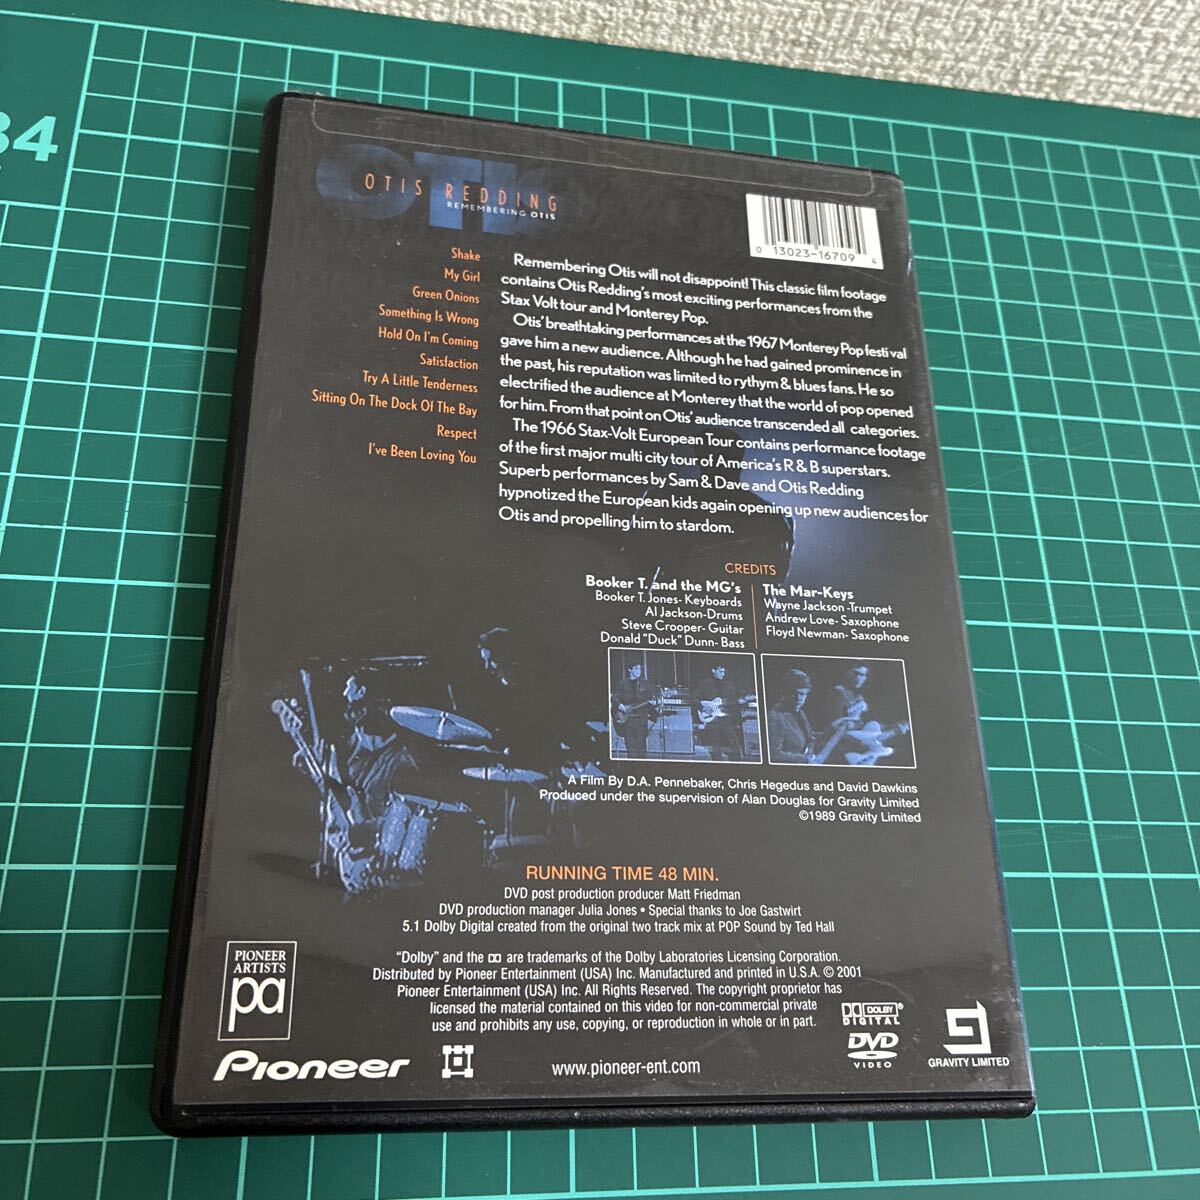 34
OTIS
OTIS REDDING
REMEMBERING OTIS
0 13023-16709 4
Shake
My Girl
Green Onions
Something Is Wrong
Hold On I'm Coming
Satisfaction
Try A Little Tenderness
Sitting On The Dock Of The Bay
Respect
I've Been Loving You
Remembering Otis will not disappoint! This classic film footage
contains Otis Redding's most exciting performances from the
Stax Volt tour and Monterey Pop.
Otis' breathtaking performances at the 1967 Monterey Pop festi val
gave him a new audience. Although he had gained prominence in
the past, his reputation was limited to rythym & blues fans. He so
electrified the audience at Monterey that the world of pop opened
for him. From that point on Otis' audience transcended all categories.
The 1966 Stax-Volt European Tour contains performance footage
of the first major multi city tour of America's R & B superstars.
Superb performances by Sam & Dave and Otis Redding
hypnotized the European kids again opening up new audiences for
Otis and propelling him to stardom.
CREDITS
Booker T. and the MG's
Booker T. Jones- Keyboards
Al Jackson-Drums
Steve Crooper- Guitar
Donald "Duck" Dunn- Bass
The Mar-Keys
Wayne Jackson -Trumpet
Andrew Love- Saxophone
Floyd Newman- Saxophone
A Film By D.A. Pennebaker, Chris Hegedus and David Dawkins
Produced under the supervision of Alan Douglas for Gravity Limited
©1989 Gravity Limited
RUNNING TIME 48 MIN.
DVD post production producer Matt Friedman
DVD production manager Julia Jones • Special thanks to Joe Gastwirt
5.1 Dolby Digital created from the original two track mix at POP Sound by Ted Hall
"Dolby" and the DD are trademarks of the Dolby Laboratories Licensing Corporation.
Distributed by Pioneer Entertainment (USA) Inc. Manufactured and printed in U.S.A. © 2001
Pioneer Entertainment (USA) Inc. All Rights Reserved. The copyright proprietor has
licensed the material contained on this video for non-commercial private
use and prohibits any use, copying, or reproduction in whole or in part.
PIONEER
ARTISTS
pa
Pioneer
www.pioneer-ent.com
DOLBY
DIGITAL
DVD
VIDEO
GRAVITY LIMITED